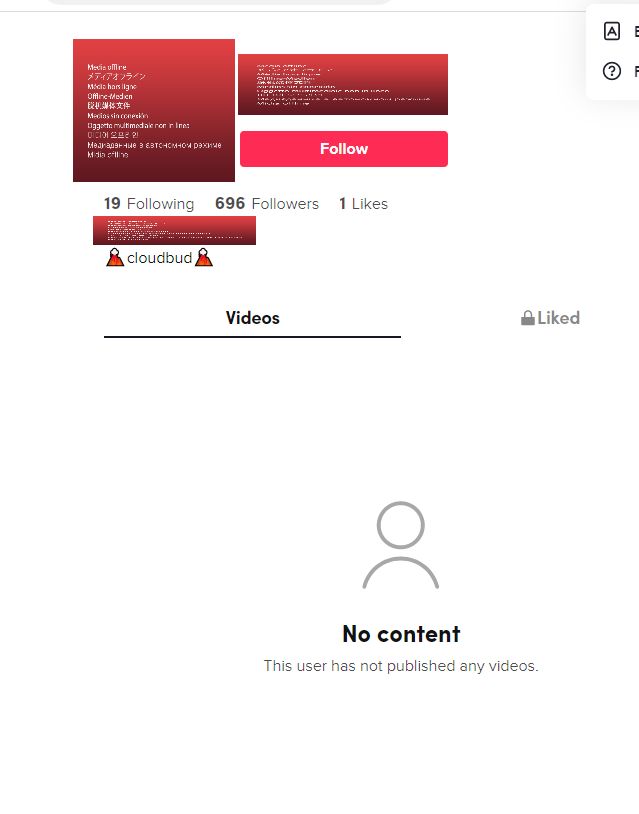 Media offline
メディアオフライン
Média hors ligne
Offline-Medien
脱机媒体文件
Medios sin conexión
Oggetto multimediale non in linea
미디어 오프라인
Медиаданные в автономном режиме
Mídia offline
Follow
19 Following 696 Followers 1 Likes
cloudbud
Videos Liked
No content
This user has not published any videos.